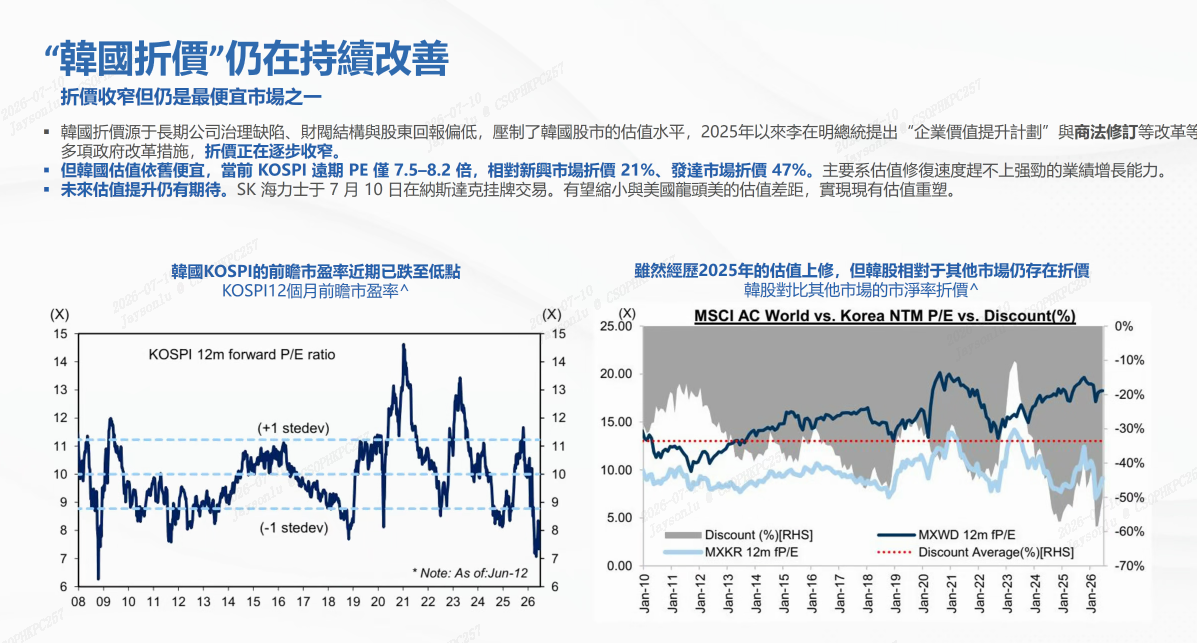 “韓國折價”仍在持續改善
折價收窄但仍是最便宜市場之一
▪ 韓國折價源于長期公司治理缺陷、財閥結構與股東回報偏低，壓制了韓國股市的估值水平，2025年以來李在明總統提出“企業價值提升計劃”與商法修訂等改革等
多項政府改革措施，折價正在逐步收窄。
▪ 但韓國估值依舊便宜，當前 KOSPI 遠期 PE 僅 7.5–8.2 倍，相對新興市場折價 21%、發達市場折價 47%。主要系估值修復速度趕不上强勁的業績增長能力。
▪ 未來估值提升仍有期待。SK 海力士于 7 月 10 日在納斯達克挂牌交易。有望縮小與美國龍頭美的估值差距，實現現有估值重塑。
韓國KOSPI的前瞻市盈率近期已跌至低點
KOSPI12個月前瞻市盈率^
(X)
(X)
15
14
13
12
11
10
9
8
7
6
15
14
13
12
11
10
9
8
7
6
KOSPI 12m forward P/E ratio
(+1 stedev)
(-1 stedev)
* Note: As of:Jun-12
08 09 10 11 12 13 14 15 16 17 18 19 20 21 22 23 24 25 26
雖然經歷2025年的估值上修，但韓股相對于其他市場仍存在折價
韓股對比其他市場的市淨率折價^
(X)
MSCI AC World vs. Korea NTM P/E vs. Discount(%)
25.00
20.00
15.00
10.00
5.00
0.00
0%
-10%
-20%
-30%
-40%
-50%
-60%
-70%
Discount (%)[RHS]
MXWD 12m fP/E
MXKR 12m fP/E
Discount Average(%)[RHS]
Jan-10 Jan-11 Jan-12 Jan-13 Jan-14 Jan-15 Jan-16 Jan-17 Jan-18 Jan-19 Jan-20 Jan-21 Jan-22 Jan-23 Jan-24 Jan-25 Jan-26
2026-07-10
Jaysonlu @ CSOPHKPC257